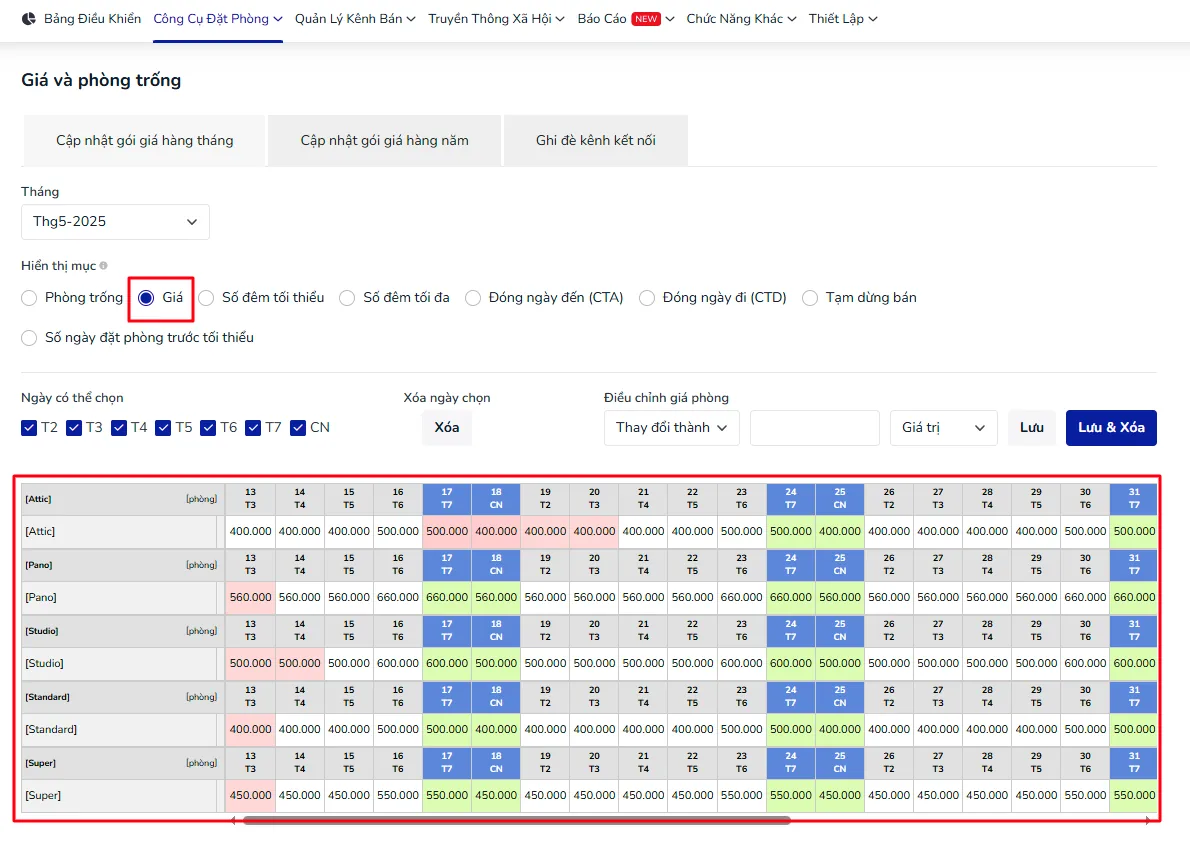 Bảng Điều Khiển Công Cụ Đặt Phòng Quản Lý Kênh Bán Truyền Thông Xã Hội Báo Cáo NEW Chức Năng Khác Thiết Lập
Giá và phòng trống
Cập nhật gói giá hàng tháng Cập nhật gói giá hàng năm Ghi đè kênh kết nối
Tháng
Thg5-2025
Hiển thị mục
Phòng trống Giá Số đêm tối thiểu Số đêm tối đa Đóng ngày đến (CTA) Đóng ngày đi (CTD) Tạm dừng bán
Số ngày đặt phòng trước tối thiểu
Ngày có thể chọn Xóa ngày chọn Điều chỉnh giá phòng
T2 T3 T4 T5 T6 T7 CN Xóa Thay đổi thành Giá trị Lưu Lưu & Xóa
[Attic] [phòng] 13 14 15 16 17 18 19 20 21 22 23 24 25 26 27 28 29 30 31
T3 T4 T5 T6 T7 CN T2 T3 T4 T5 T6 T7 CN T2 T3 T4 T5 T6 T7
[Attic] 400.000 400.000 400.000 500.000 500.000 400.000 400.000 400.000 400.000 400.000 500.000 500.000 400.000 400.000 400.000 400.000 400.000 500.000 500.000
[Pano] [phòng] 13 14 15 16 17 18 19 20 21 22 23 24 25 26 27 28 29 30 31
T3 T4 T5 T6 T7 CN T2 T3 T4 T5 T6 T7 CN T2 T3 T4 T5 T6 T7
[Pano] 560.000 560.000 560.000 660.000 660.000 560.000 560.000 560.000 560.000 560.000 660.000 660.000 560.000 560.000 560.000 560.000 560.000 660.000 660.000
[Studio] [phòng] 13 14 15 16 17 18 19 20 21 22 23 24 25 26 27 28 29 30 31
T3 T4 T5 T6 T7 CN T2 T3 T4 T5 T6 T7 CN T2 T3 T4 T5 T6 T7
[Studio] 500.000 500.000 500.000 600.000 600.000 500.000 500.000 500.000 500.000 500.000 600.000 600.000 500.000 500.000 500.000 500.000 500.000 600.000 600.000
[Standard] [phòng] 13 14 15 16 17 18 19 20 21 22 23 24 25 26 27 28 29 30 31
T3 T4 T5 T6 T7 CN T2 T3 T4 T5 T6 T7 CN T2 T3 T4 T5 T6 T7
[Standard] 400.000 400.000 400.000 500.000 500.000 400.000 400.000 400.000 400.000 400.000 500.000 500.000 400.000 400.000 400.000 400.000 400.000 500.000 500.000
[Super] [phòng] 13 14 15 16 17 18 19 20 21 22 23 24 25 26 27 28 29 30 31
T3 T4 T5 T6 T7 CN T2 T3 T4 T5 T6 T7 CN T2 T3 T4 T5 T6 T7
[Super] 450.000 450.000 450.000 550.000 550.000 450.000 450.000 450.000 450.000 450.000 550.000 550.000 450.000 450.000 450.000 450.000 450.000 550.000 550.000